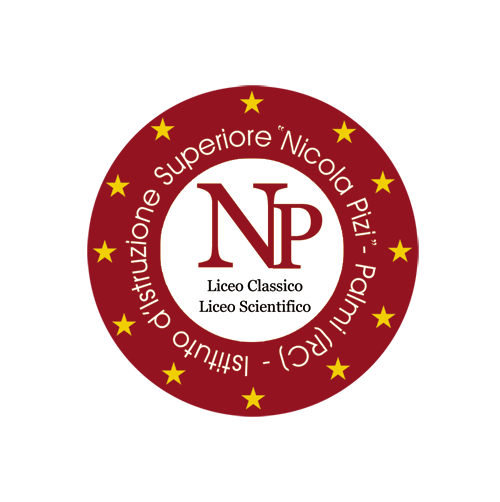 Istituto d'Istruzione Superiore "Nicola Pizi" - Palmi (RC) -
NP
Liceo Classico
Liceo Scientifico